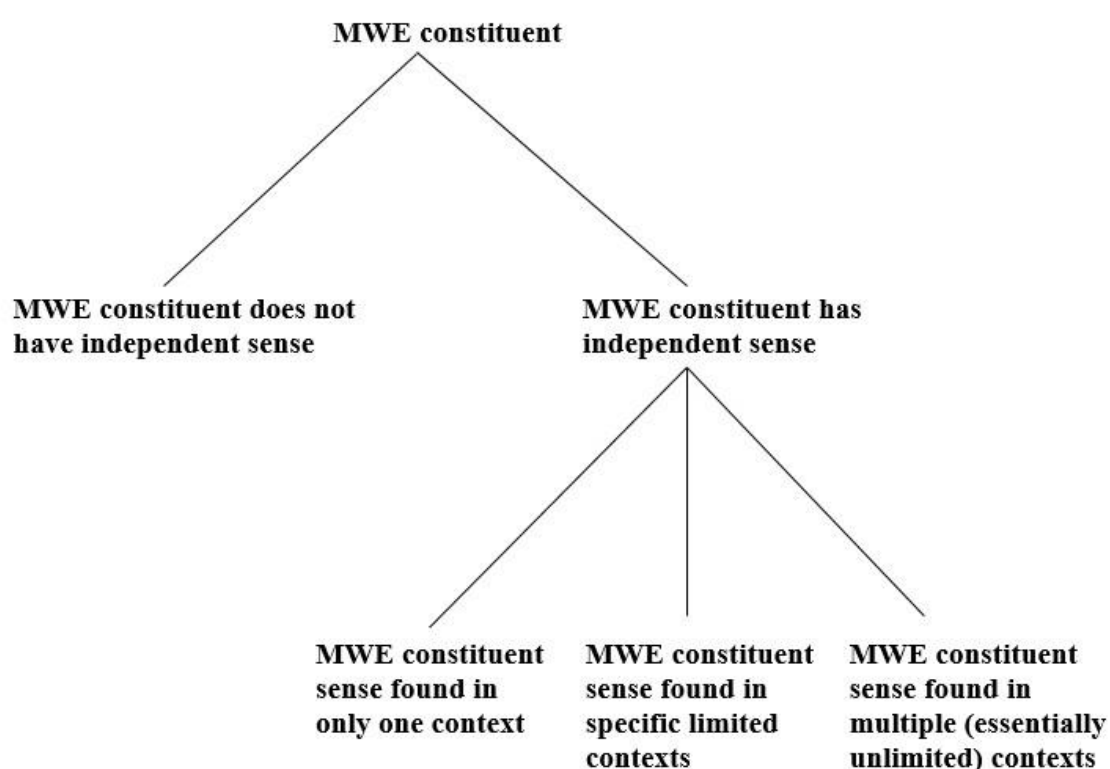 MWE constituent
MWE constituent does not
have independent sense
MWE constituent has
independent sense
MWE constituent
sense found in
only one context
MWE constituent
sense found in
specific limited
contexts
MWE constituent
sense found in
multiple (essentially
unlimited) contexts